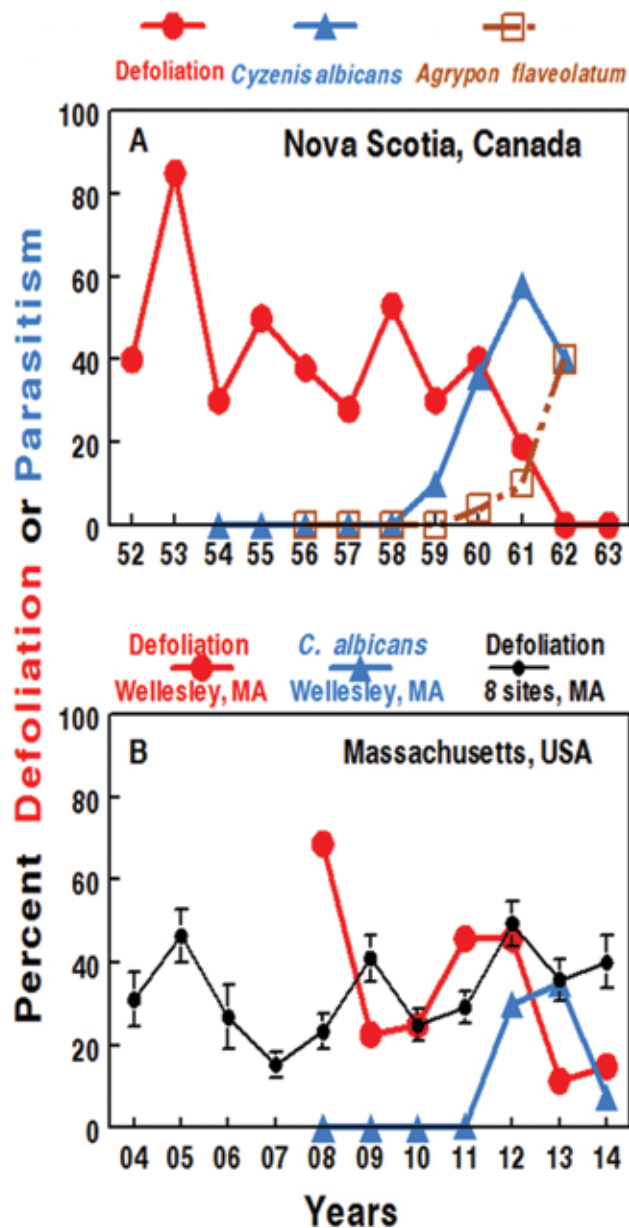 Defoliation Cyzenis albicans Agrypon flaveolatum
Percent Defoliation or Parasitism
A Nova Scotia, Canada
100
80
60
40
20
0
52 53 54 55 56 57 58 59 60 61 62 63
Defoliation C. albicans Defoliation
Wellesley, MA Wellesley, MA 8 sites, MA
B Massachusetts, USA
100
80
60
40
20
0
04 05 06 07 08 09 10 11 12 13 14
Years